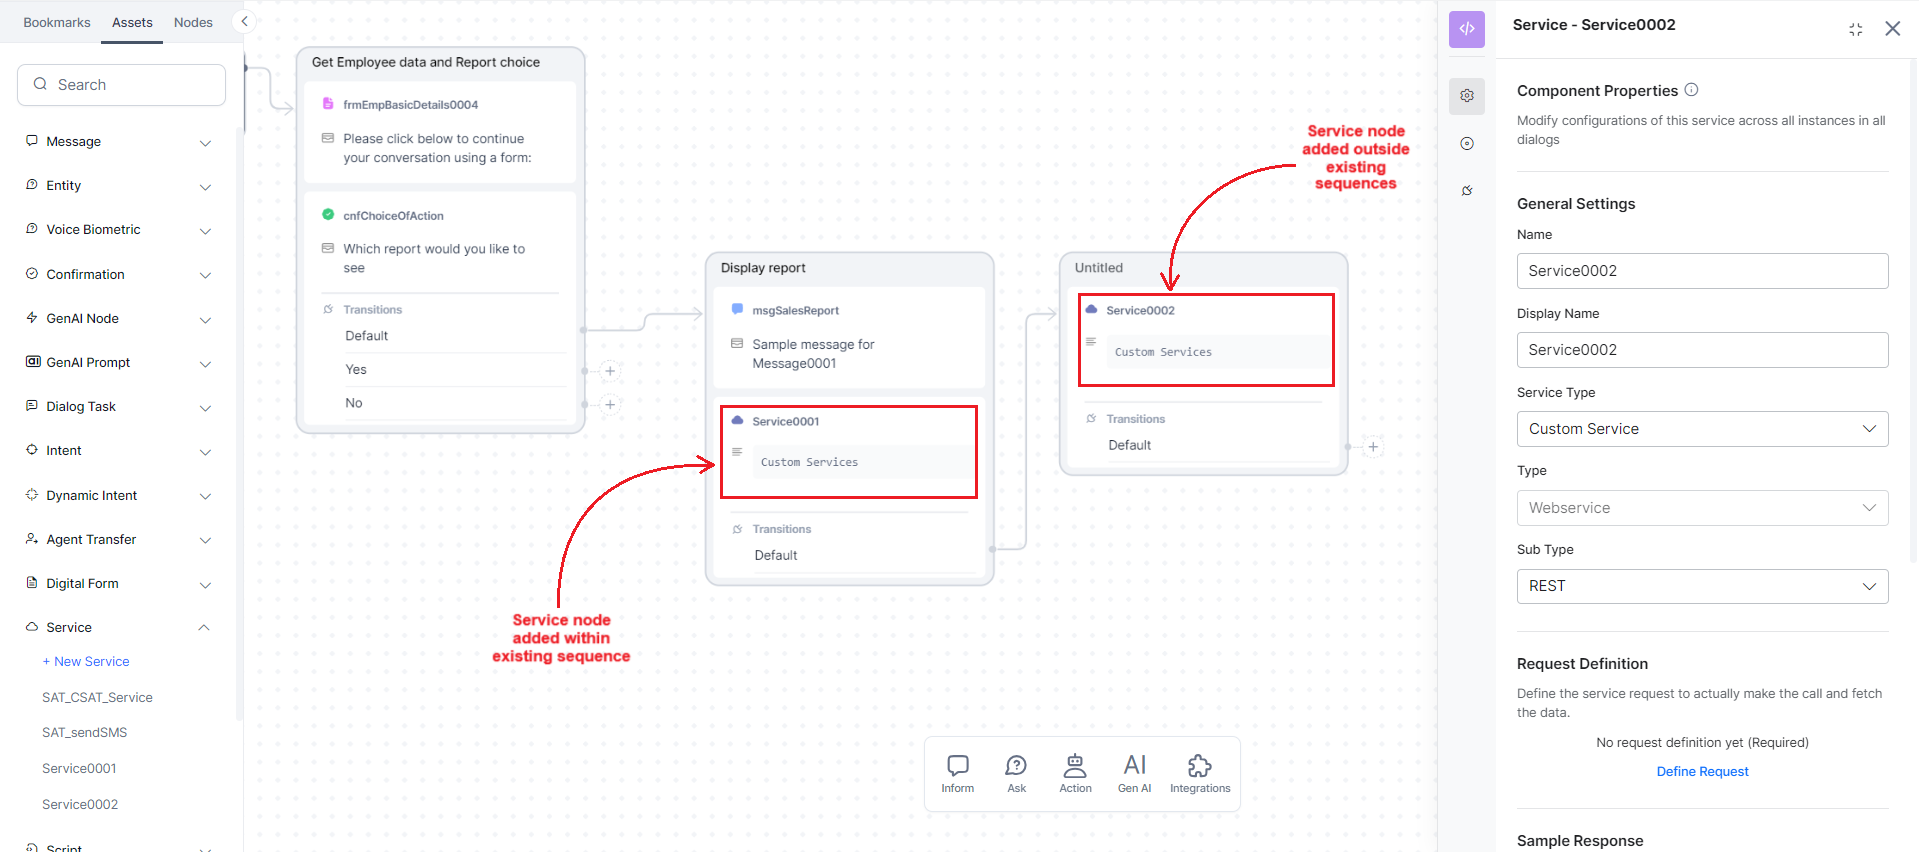 Bookmarks
Assets
Nodes
Search
Message
Entity
Voice Biometric
Confirmation
GenAI Node
GenAI Prompt
Dialog Task
Intent
Dynamic Intent
Agent Transfer
Digital Form
Service
+ New Service
SAT_CSAT_Service
SAT_sendSMS
Service0001
Service0002
Script
Get Employee data and Report choice
frmEmpBasicDetails0004
Please click below to continue
your conversation using a form:
cnfChoiceOfAction
Which report would you like to
see
Transitions
Default
Yes
No
Service node
added within
existing sequence
Display report
msgSalesReport
Sample message for
Message0001
Service0001
Custom Services
Transitions
Default
Service node
added outside
existing
sequences
Untitled
Service0002
Custom Services
Transitions
Default
Inform
Ask
Action
AI
Gen AI
Integrations
Service - Service0002
Component Properties
Modify configurations of this service across all instances in all
dialogs
General Settings
Name
Service0002
Display Name
Service0002
Service Type
Custom Service
Type
Webservice
Sub Type
REST
Request Definition
Define the service request to actually make the call and fetch
the data.
No request definition yet (Required)
Define Request
Sample Response